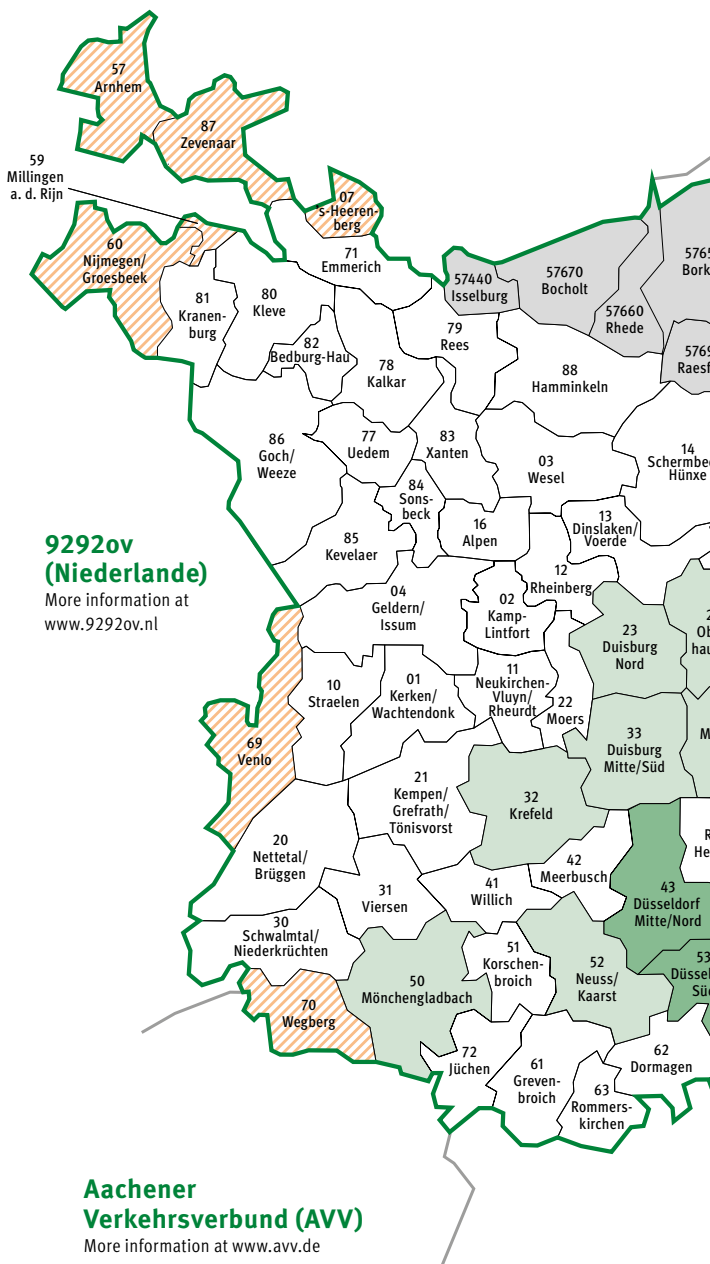 57
Arnhem
87
Zevenaar
59
Millingen
a. d. Rijn
07
's-Heeren-
berg
60
Nijmegen/
Groesbeek
71
Emmerich
57440
Isselburg
57670
Bocholt
57660
Rhede
81
Kranen-
burg
80
Kleve
82
Bedburg-Hau
78
Kalkar
79
Rees
88
Hamminkeln
86
Goch/
Weeze
77
Uedem
83
Xanten
03
Wesel
14
84
Sons-
beck
16
Alpen
13
Dinslaken/
Voerde
85
Kevelaer
12
Rheinberg
9292ov
(Niederlande)
More information at
www.9292ov.nl
04
Geldern/
Issum
02
Kamp-
Lintfort
23
Duisburg
Nord
10
Straelen
01
Kerken/
Wachtendonk
11
Neukirchen-
Vluyn/
Rheurdt
22
Moers
69
Venlo
33
Duisburg
Mitte/Süd
21
Kempen/
Grefrath/
Tönisvorst
32
Krefeld
20
Nettetal/
Brüggen
42
Meerbusch
31
Viersen
41
Willich
43
Düsseldorf
Mitte/Nord
30
Schwalmtal/
Niederkrüchten
51
Korschen-
broich
52
Neuss/
Kaarst
53
50
Mönchengladbach
70
Wegberg
72
Jüchen
61
Greven-
broich
63
Rommers-
kirchen
62
Dormagen
Hünxe
Aachener
Verkehrsverbund (AVV)
More information at www.avv.de